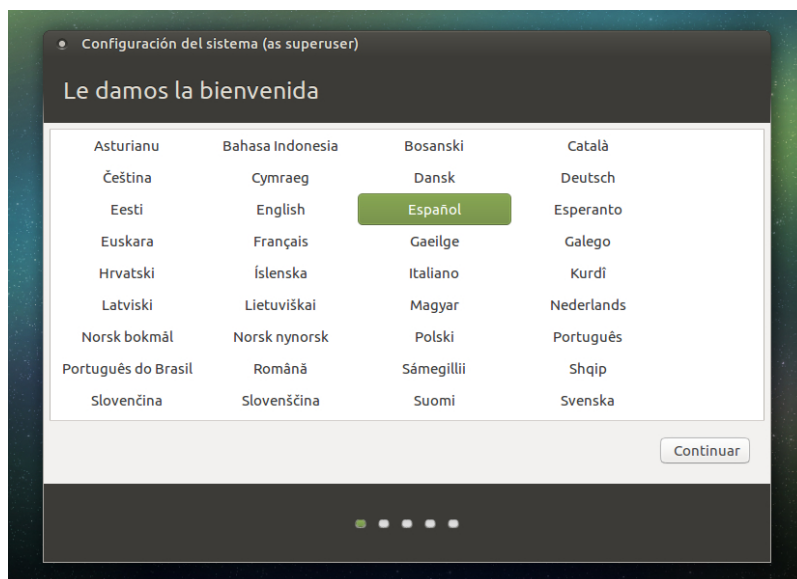 Configuración del sistema (as superuser)
Le damos la bienvenida
Asturianu Bahasa Indonesia Bosanski Català
Čeština Cymraeg Dansk Deutsch
Eesti English Español Esperanto
Euskara Français Gaeilge Galego
Hrvatski Íslenska Italiano Kurdî
Latviski Lietuviškai Magyar Nederlands
Norsk bokmål Norsk nynorsk Polski Português
Português do Brasil Română Sámegillii Shqip
Slovenčina Slovenščina Suomi Svenska
Continuar